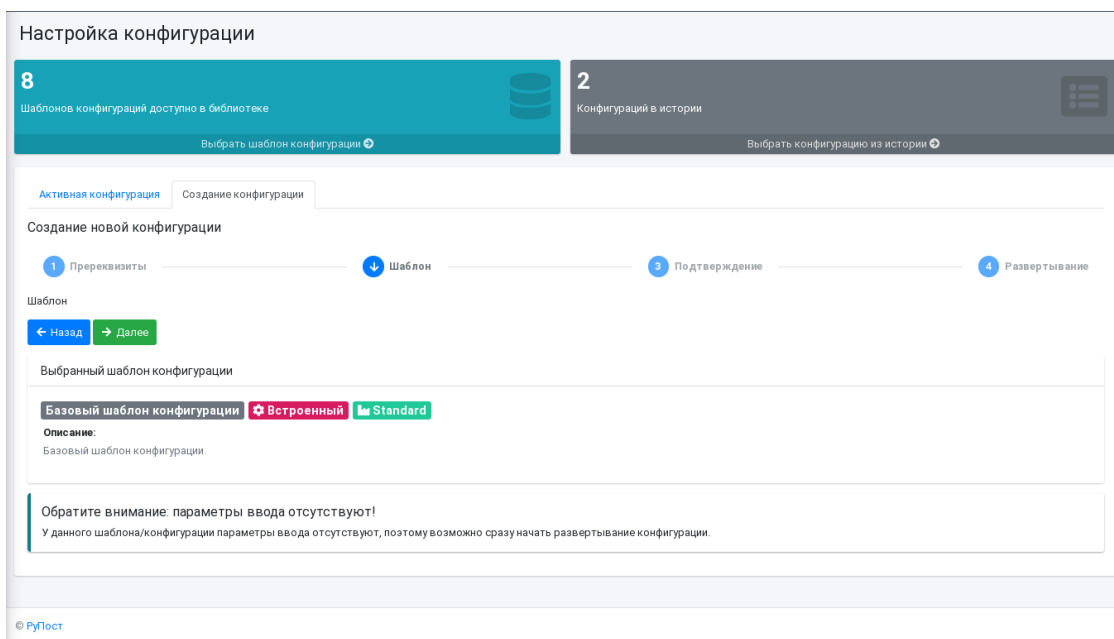 Настройка конфигурации
8
Шаблонов конфигураций доступно в библиотеке
Выбрать шаблон конфигурации
2
Конфигураций в истории
Выбрать конфигурацию из истории
Активная конфигурация Создание конфигурации
Создание новой конфигурации
1 Пререквизиты Шаблон 3 Подтверждение 4 Развертывание
Шаблон
Назад Далее
Выбранный шаблон конфигурации
Базовый шаблон конфигурации Встроенный Standard
Описание:
Базовый шаблон конфигурации.
Обратите внимание: параметры ввода отсутствуют!
У данного шаблона/конфигурации параметры ввода отсутствуют, поэтому возможно сразу начать развертывание конфигурации.
© РуПост